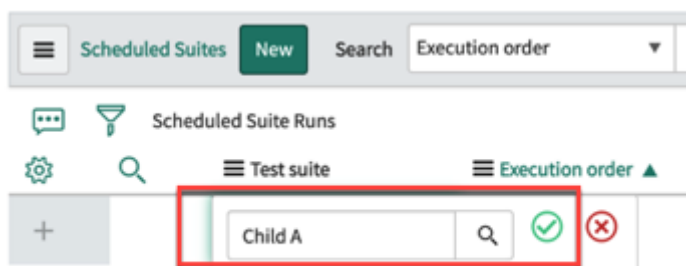 Scheduled Suites New Search Execution order
Scheduled Suite Runs
Test suite Execution order
Child A